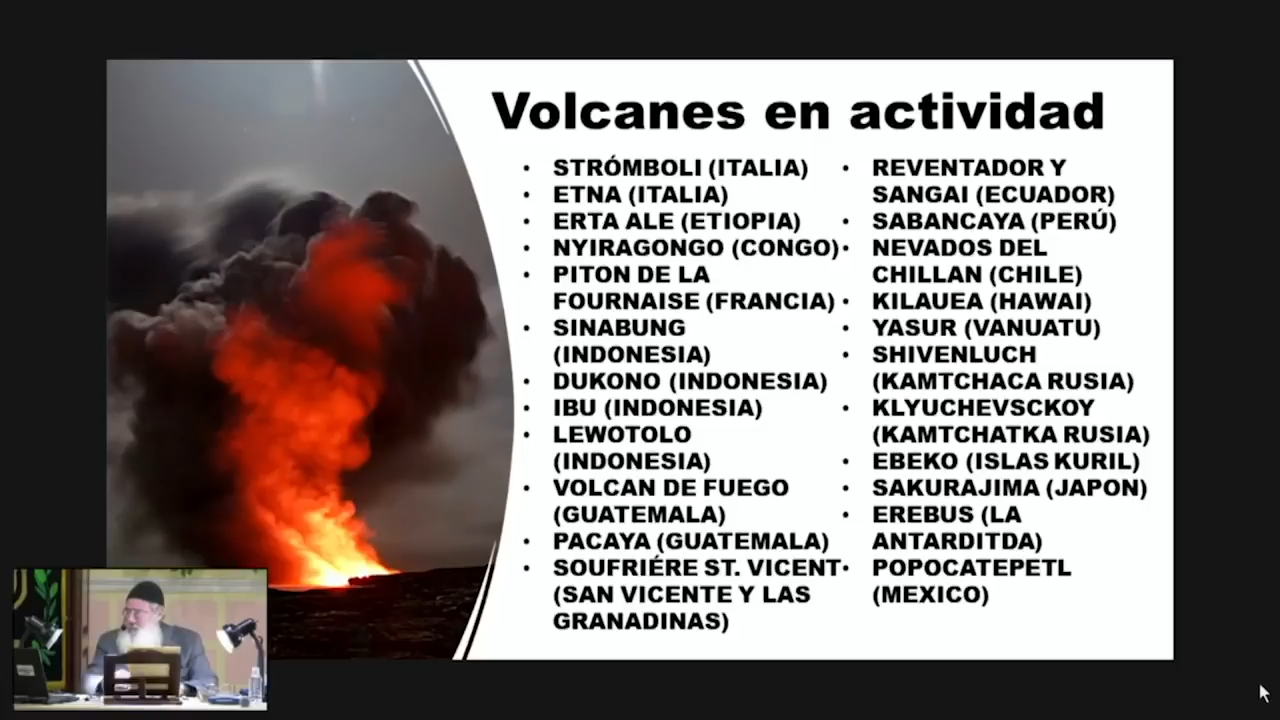 Volcanes en actividad
• STRÓMBOLI (ITALIA)
• ETNA (ITALIA)
• ERTA ALE (ETIOPIA)
• NYIRAGONGO (CONGO)
• PITON DE LA
FOURNAISE (FRANCIA)
• SINABUNG
(INDONESIA)
• DUKONO (INDONESIA)
• IBU (INDONESIA)
• LEWOTOLO
(INDONESIA)
• VOLCAN DE FUEGO
(GUATEMALA)
• PACAYA (GUATEMALA)
• SOUFRIÉRE ST. VICENT
(SAN VICENTE Y LAS
GRANADINAS)
• REVENTADOR Y
SANGAI (ECUADOR)
• SABANCAYA (PERÚ)
• NEVADOS DEL
CHILLAN (CHILE)
• KILAUEA (HAWAI)
• YASUR (VANUATU)
• SHIVENLUCH
(KAMTCHACA RUSIA)
• KLYUCHEVSCKOY
(KAMTCHATKA RUSIA)
• EBEKO (ISLAS KURIL)
• SAKURAJIMA (JAPON)
• EREBUS (LA
ANTARDITDA)
• POPOCATEPETL
(MEXICO)